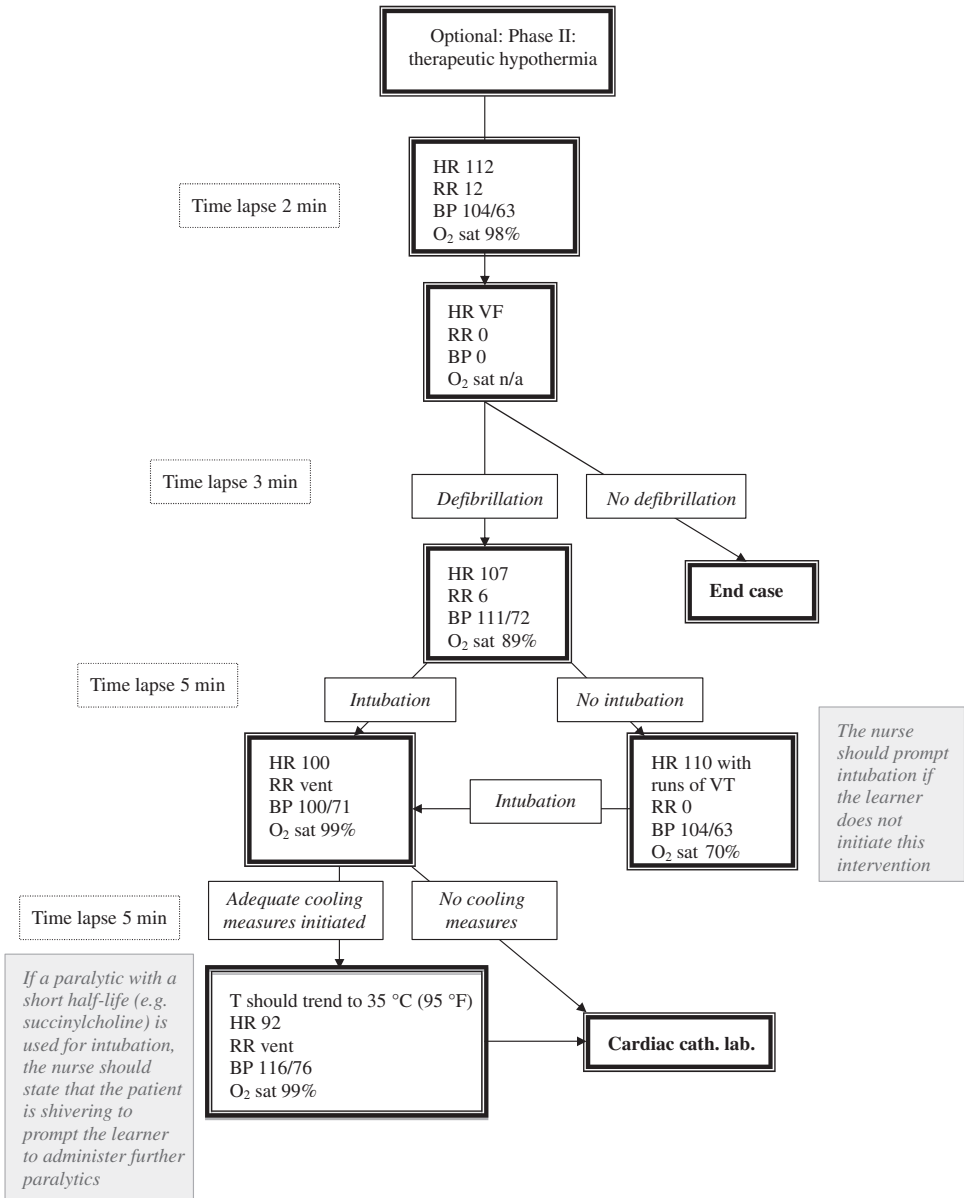 Optional: Phase II:
therapeutic hypothermia
HR 112
RR 12
BP 104/63
O₂ sat 98%
Time lapse 2 min
HR VF
RR 0
BP 0
O₂ sat n/a
Time lapse 3 min
Defibrillation
No defibrillation
HR 107
RR 6
BP 111/72
O₂ sat 89%
End case
Time lapse 5 min
Intubation
No intubation
HR 100
RR vent
BP 100/71
O₂ sat 99%
Intubation
HR 110 with
runs of VT
RR 0
BP 104/63
O₂ sat 70%
The nurse
should prompt
intubation if
the learner
does not
initiate this
intervention
Time lapse 5 min
Adequate cooling
measures initiated
No cooling
measures
If a paralytic with a
short half-life (e.g.
succinylcholine) is
used for intubation,
the nurse should
state that the patient
is shivering to
prompt the learner
to administer further
paralytics
T should trend to 35 °C (95 °F)
HR 92
RR vent
BP 116/76
O₂ sat 99%
Cardiac cath. lab.